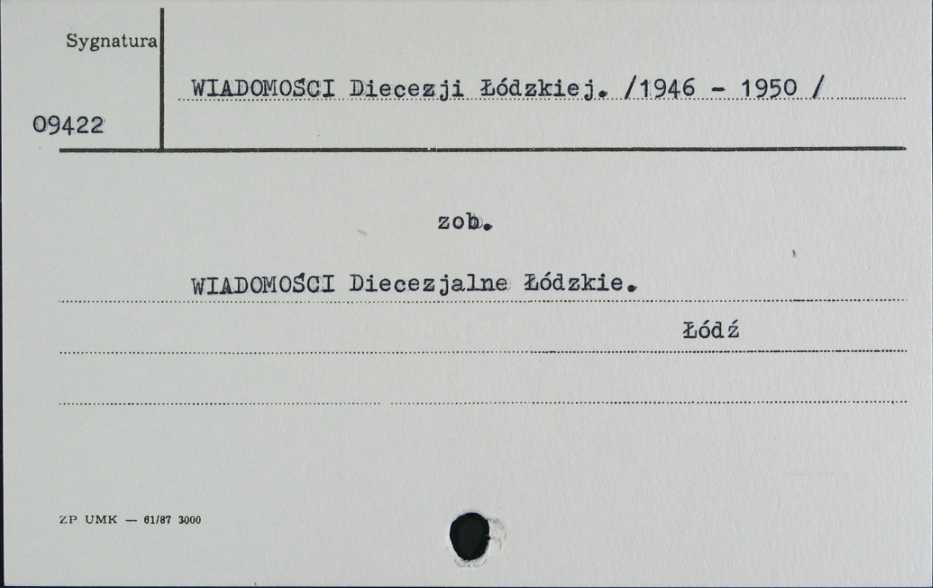 Sygnatura
WIADOMOŚCI Diecezji Łódzkiej. /1946 - 1950 /
09422
zob.
WIADOMOŚCI Diecezjalne Łódzkie.
Łódź
ZP UMK — 61/87 3000